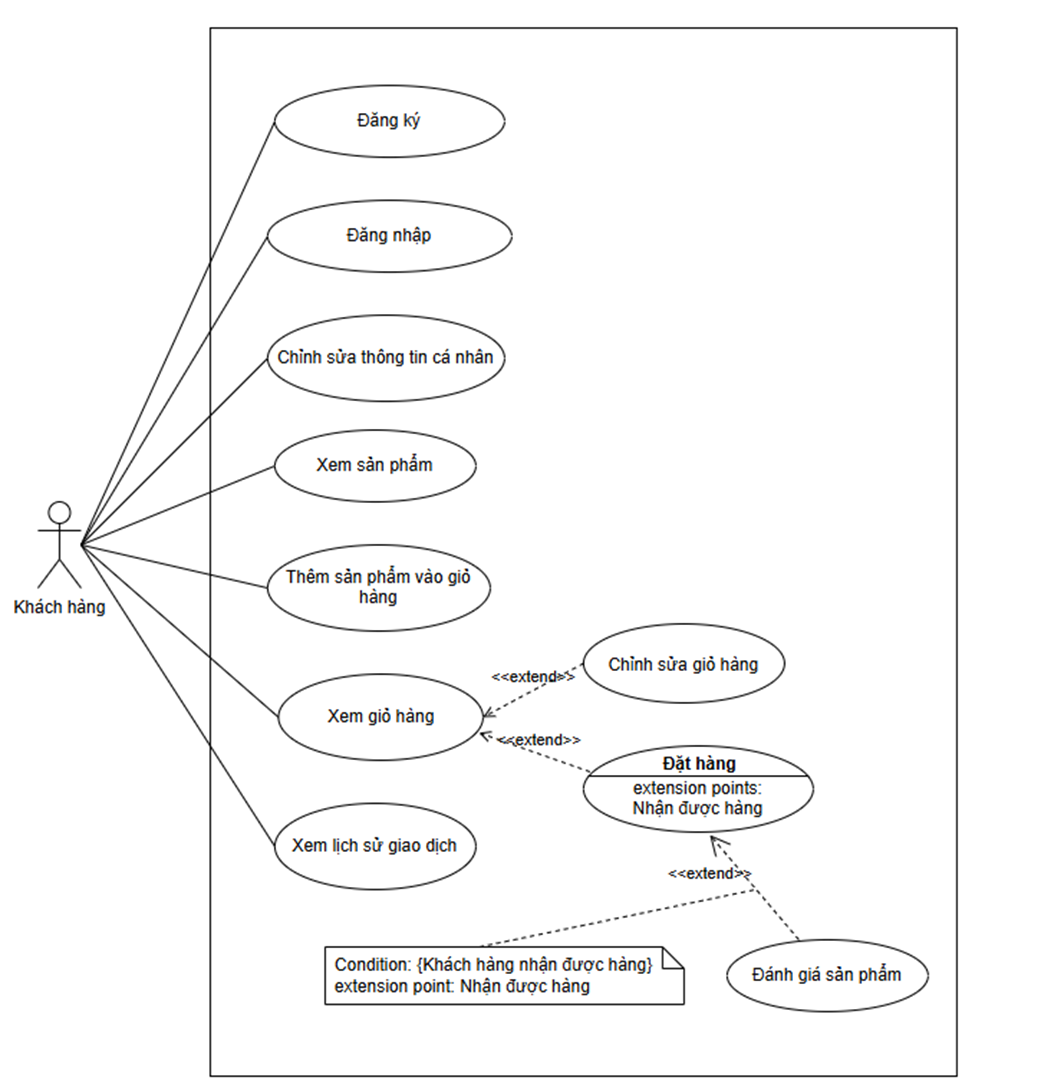 Đăng ký
Đăng nhập
Chỉnh sửa thông tin cá nhân
Xem sản phẩm
Khách hàng
Thêm sản phẩm vào giỏ
hàng
Chỉnh sửa giỏ hàng
<<extend>>
Xem giỏ hàng
<<extend>>
Đặt hàng
extension points:
Nhận được hàng
Xem lịch sử giao dịch
<<extend>>
Condition: {Khách hàng nhận được hàng}
extension point: Nhận được hàng
Đánh giá sản phẩm